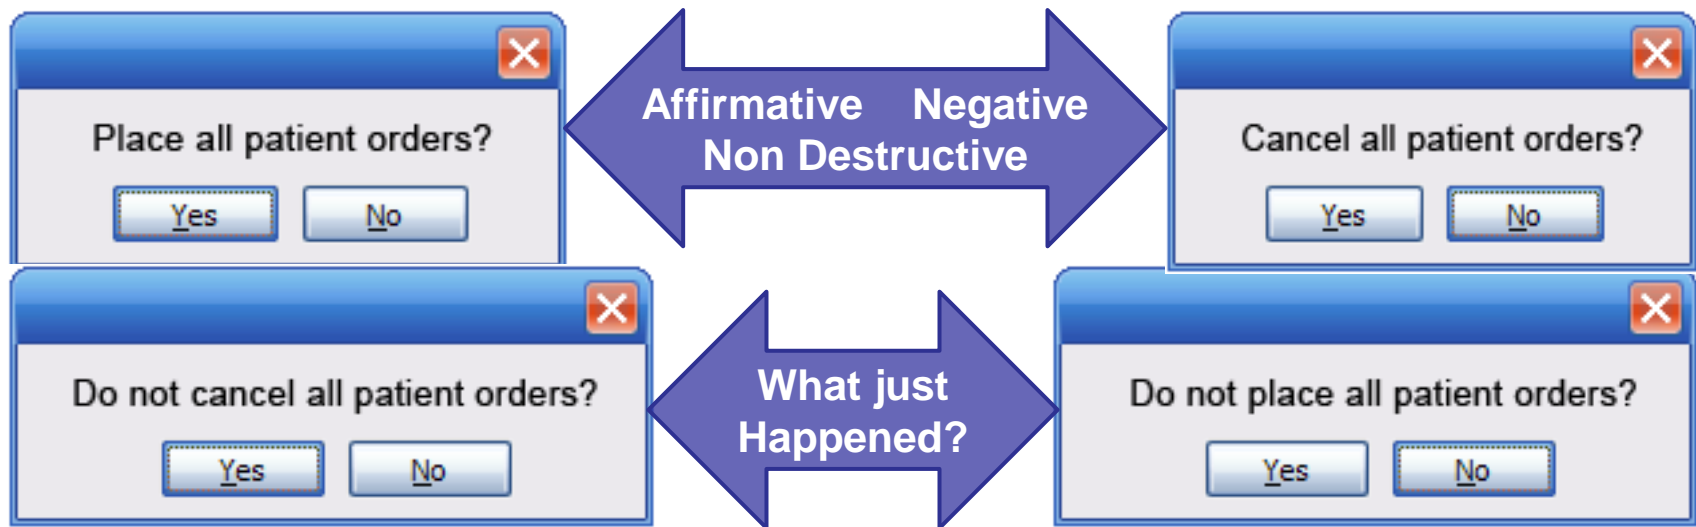 Place all patient orders?
Yes No
Affirmative Negative
Non Destructive
Cancel all patient orders?
Yes No
Do not cancel all patient orders?
Yes No
What just
Happened?
Do not place all patient orders?
Yes No